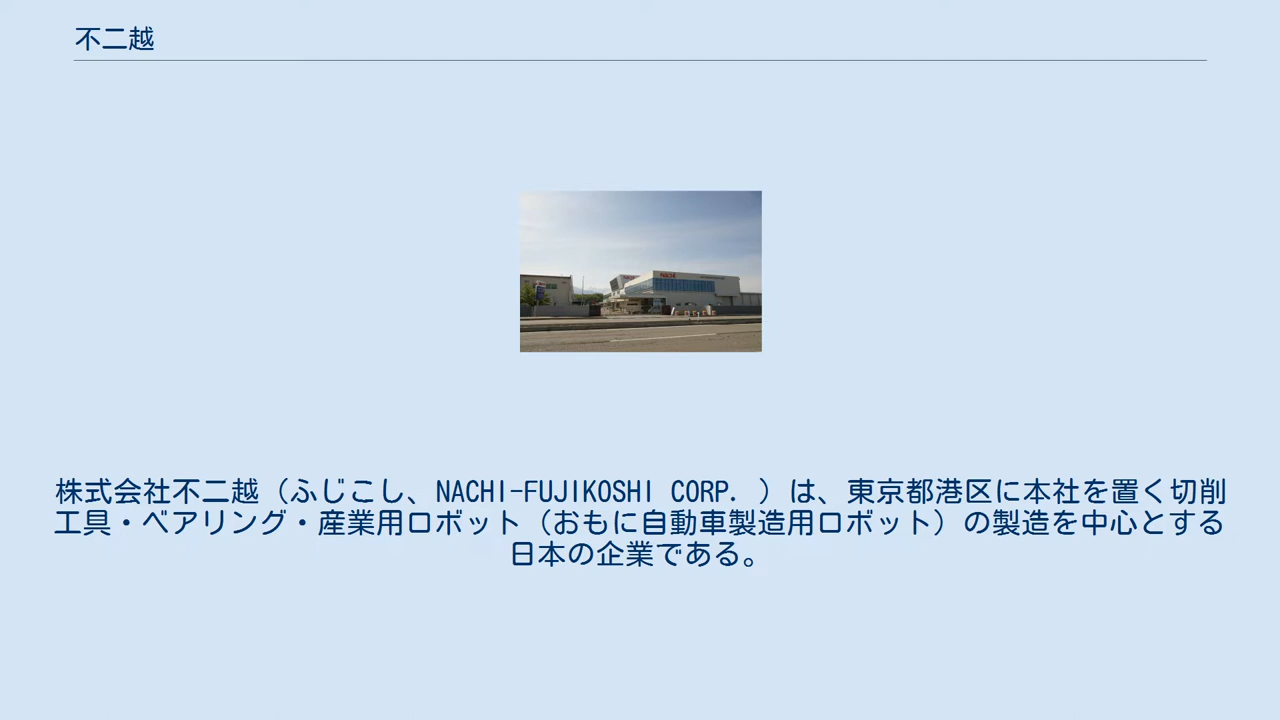 不二越
NACHI
株式会社不二越（ふじこし、NACHI-FUJIKOSHI CORP. ）は、東京都港区に本社を置く切削
工具・ベアリング・産業用ロボット（おもに自動車製造用ロボット）の製造を中心とする
日本の企業である。